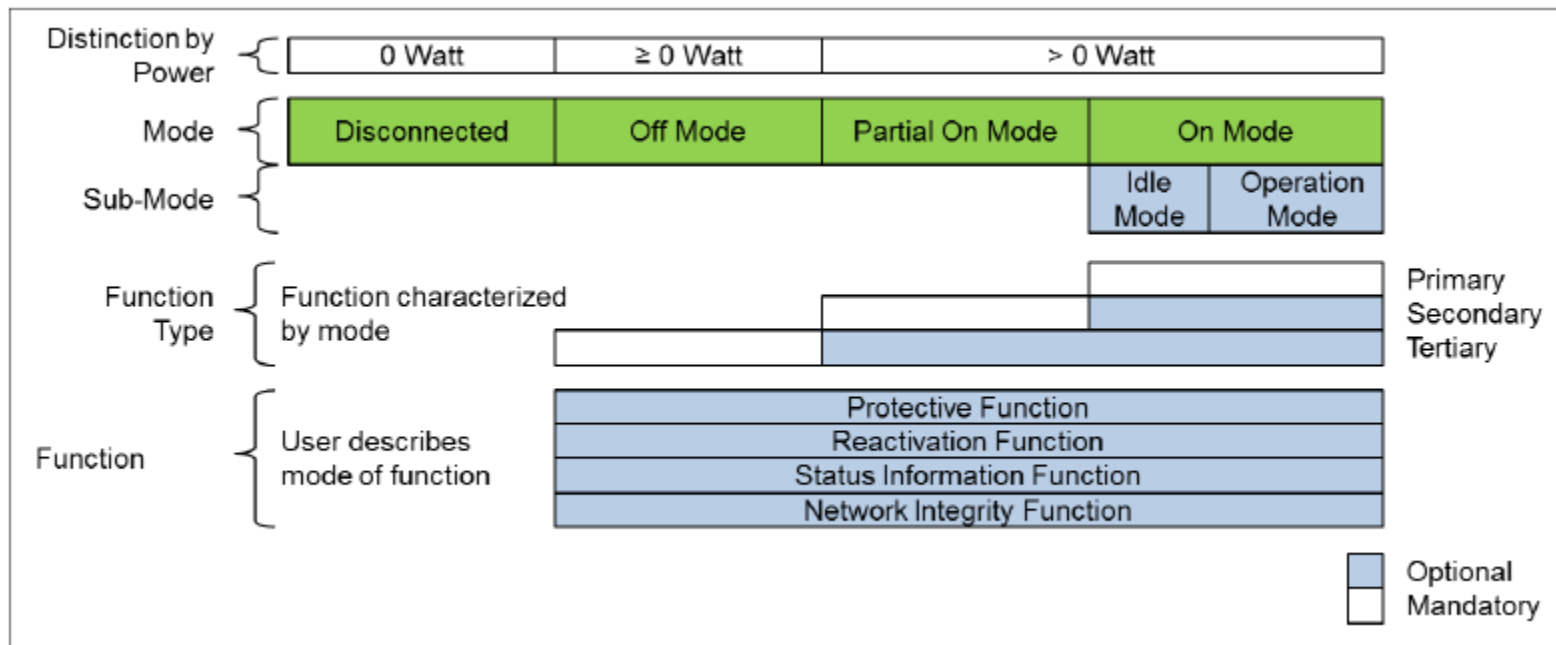 Distinction by
Power
0 Watt
≥ 0 Watt
> 0 Watt
Mode
Disconnected
Off Mode
Partial On Mode
On Mode
Sub-Mode
Idle
Mode
Operation
Mode
Function
Type
Function characterized
by mode
Primary
Secondary
Tertiary
Function
User describes
mode of function
Protective Function
Reactivation Function
Status Information Function
Network Integrity Function
Optional
Mandatory